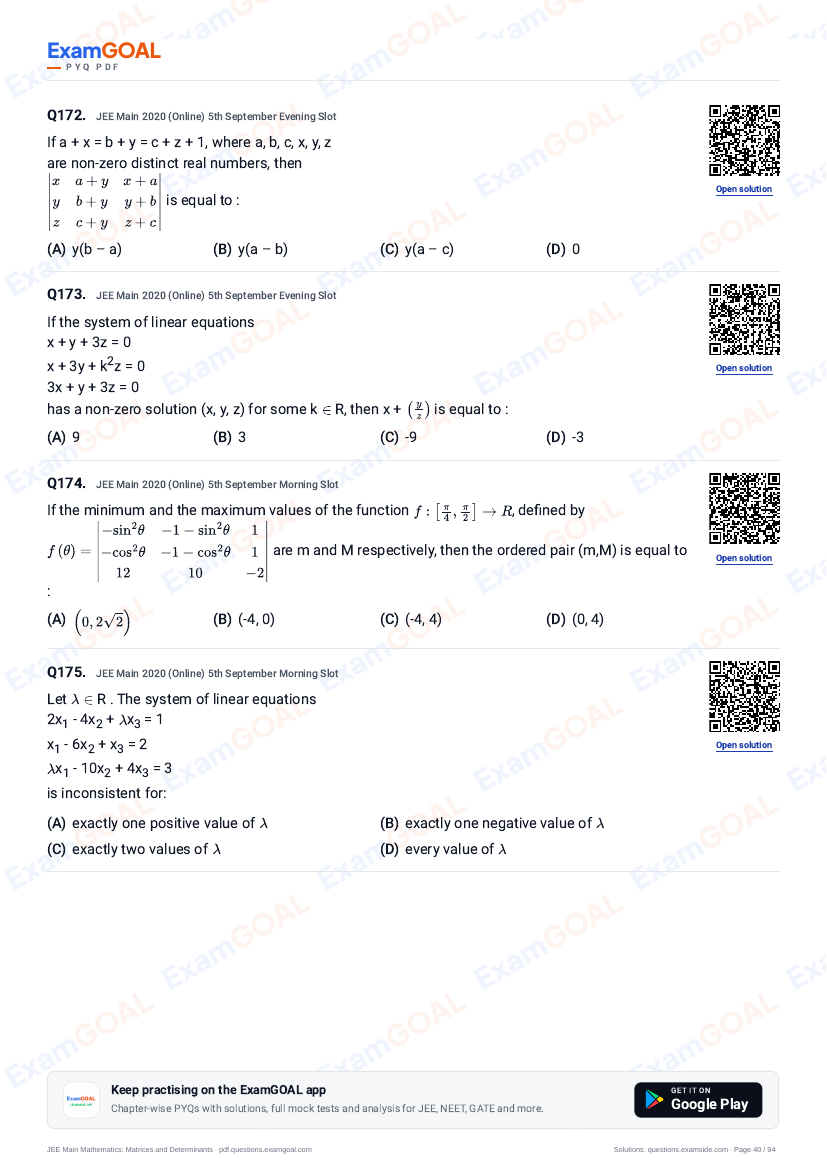 ExamGOAL
PYQ PDF
Q172. JEE Main 2020 (Online) 5th September Evening Slot
If a + x = b + y = c + z + 1, where a, b, c, x, y, z
are non-zero distinct real numbers, then
| x a + y x + a |
| y b + y y + b | is equal to :
| z c + y z + c |
(A) y(b − a) (B) y(a − b) (C) y(a − c) (D) 0
Open solution
Q173. JEE Main 2020 (Online) 5th September Evening Slot
If the system of linear equations
x + y + 3z = 0
x + 3y + k²z = 0
3x + y + 3z = 0
has a non-zero solution (x, y, z) for some k ∈ R, then x + (y/z) is equal to :
(A) 9 (B) 3 (C) -9 (D) -3
Open solution
Q174. JEE Main 2020 (Online) 5th September Morning Slot
If the minimum and the maximum values of the function f : [π/4, π/2] → R, defined by
| −sin²θ −1 − sin²θ 1 |
f (θ) = | −cos²θ −1 − cos²θ 1 | are m and M respectively, then the ordered pair (m,M) is equal to
| 12 10 −2 |
:
(A) (0, 2√2) (B) (-4, 0) (C) (-4, 4) (D) (0, 4)
Open solution
Q175. JEE Main 2020 (Online) 5th September Morning Slot
Let λ ∈ R . The system of linear equations
2x₁ - 4x₂ + λx₃ = 1
x₁ - 6x₂ + x₃ = 2
λx₁ - 10x₂ + 4x₃ = 3
is inconsistent for:
(A) exactly one positive value of λ (B) exactly one negative value of λ
(C) exactly two values of λ (D) every value of λ
Open solution
Keep practising on the ExamGOAL app
Chapter-wise PYQs with solutions, full mock tests and analysis for JEE, NEET, GATE and more.
GET IT ON
Google Play
JEE Main Mathematics: Matrices and Determinants · pdf.questions.examgoal.com
Solutions: questions.examside.com · Page 40 / 94